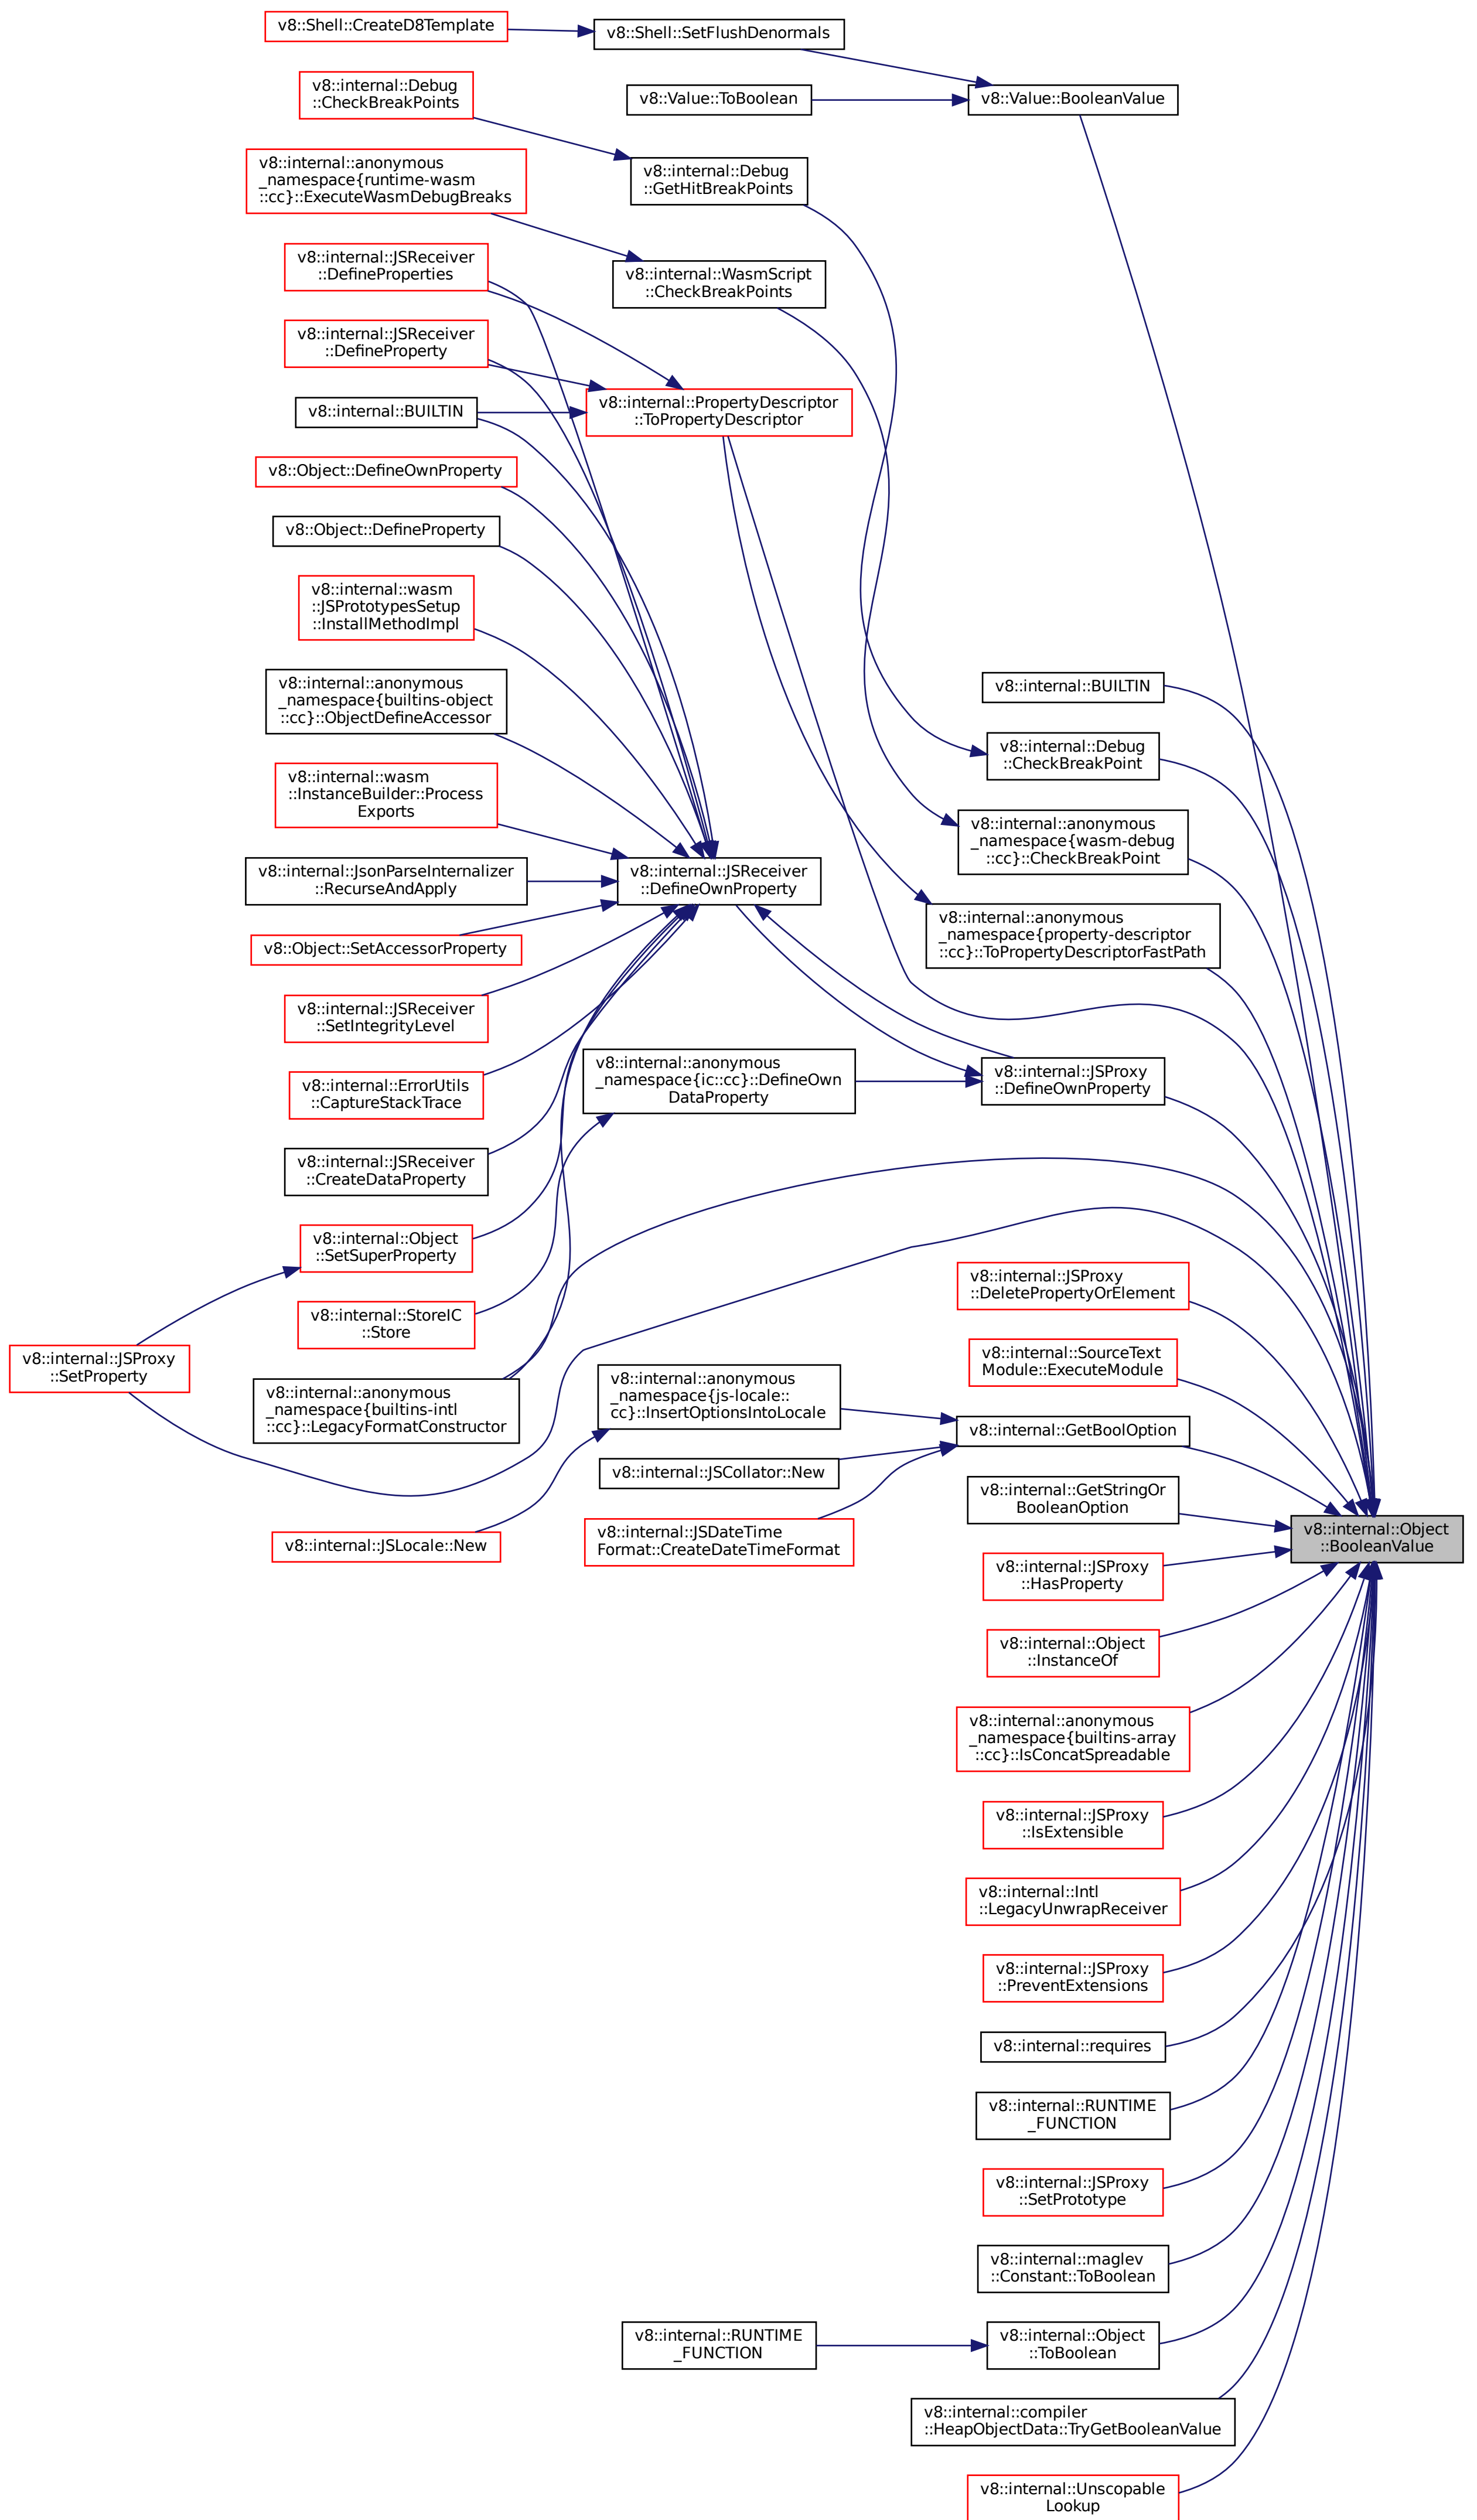 v8::Shell::CreateD8Template
v8::Shell::SetFlushDenormals
v8::internal::Debug
::CheckBreakPoints
v8::Value::ToBoolean
v8::Value::BooleanValue
v8::internal::anonymous
_namespace{runtime-wasm
::cc}::ExecuteWasmDebugBreaks
v8::internal::Debug
::GetHitBreakPoints
v8::internal::JSReceiver
::DefineProperties
v8::internal::WasmScript
::CheckBreakPoints
v8::internal::JSReceiver
::DefineProperty
v8::internal::BUILTIN
v8::internal::PropertyDescriptor
::ToPropertyDescriptor
v8::Object::DefineOwnProperty
v8::Object::DefineProperty
v8::internal::wasm
::JSPrototypesSetup
::InstallMethodImpl
v8::internal::anonymous
_namespace{builtins-object
::cc}::ObjectDefineAccessor
v8::internal::BUILTIN
v8::internal::wasm
::InstanceBuilder::Process
Exports
v8::internal::Debug
::CheckBreakPoint
v8::internal::anonymous
_namespace{wasm-debug
::cc}::CheckBreakPoint
v8::internal::JsonParseInternalizer
::RecurseAndApply
v8::internal::JSReceiver
::DefineOwnProperty
v8::Object::SetAccessorProperty
v8::internal::anonymous
_namespace{property-descriptor
::cc}::ToPropertyDescriptorFastPath
v8::internal::JSReceiver
::SetIntegrityLevel
v8::internal::ErrorUtils
::CaptureStackTrace
v8::internal::anonymous
_namespace{ic::cc}::DefineOwn
DataProperty
v8::internal::JSProxy
::DefineOwnProperty
v8::internal::JSReceiver
::CreateDataProperty
v8::internal::Object
::SetSuperProperty
v8::internal::StoreIC
::Store
v8::internal::JSProxy
::DeletePropertyOrElement
v8::internal::JSProxy
::SetProperty
v8::internal::SourceText
Module::ExecuteModule
v8::internal::anonymous
_namespace{builtins-intl
::cc}::LegacyFormatConstructor
v8::internal::anonymous
_namespace{js-locale::
cc}::InsertOptionsIntoLocale
v8::internal::GetBoolOption
v8::internal::JSCollator::New
v8::internal::GetStringOr
BooleanOption
v8::internal::JSLocale::New
v8::internal::JSDateTime
Format::CreateDateTimeFormat
v8::internal::Object
::BooleanValue
v8::internal::JSProxy
::HasProperty
v8::internal::Object
::InstanceOf
v8::internal::anonymous
_namespace{builtins-array
::cc}::IsConcatSpreadable
v8::internal::JSProxy
::IsExtensible
v8::internal::Intl
::LegacyUnwrapReceiver
v8::internal::JSProxy
::PreventExtensions
v8::internal::requires
v8::internal::RUNTIME
_FUNCTION
v8::internal::JSProxy
::SetPrototype
v8::internal::maglev
::Constant::ToBoolean
v8::internal::RUNTIME
_FUNCTION
v8::internal::Object
::ToBoolean
v8::internal::compiler
::HeapObjectData::TryGetBooleanValue
v8::internal::Unscopable
Lookup